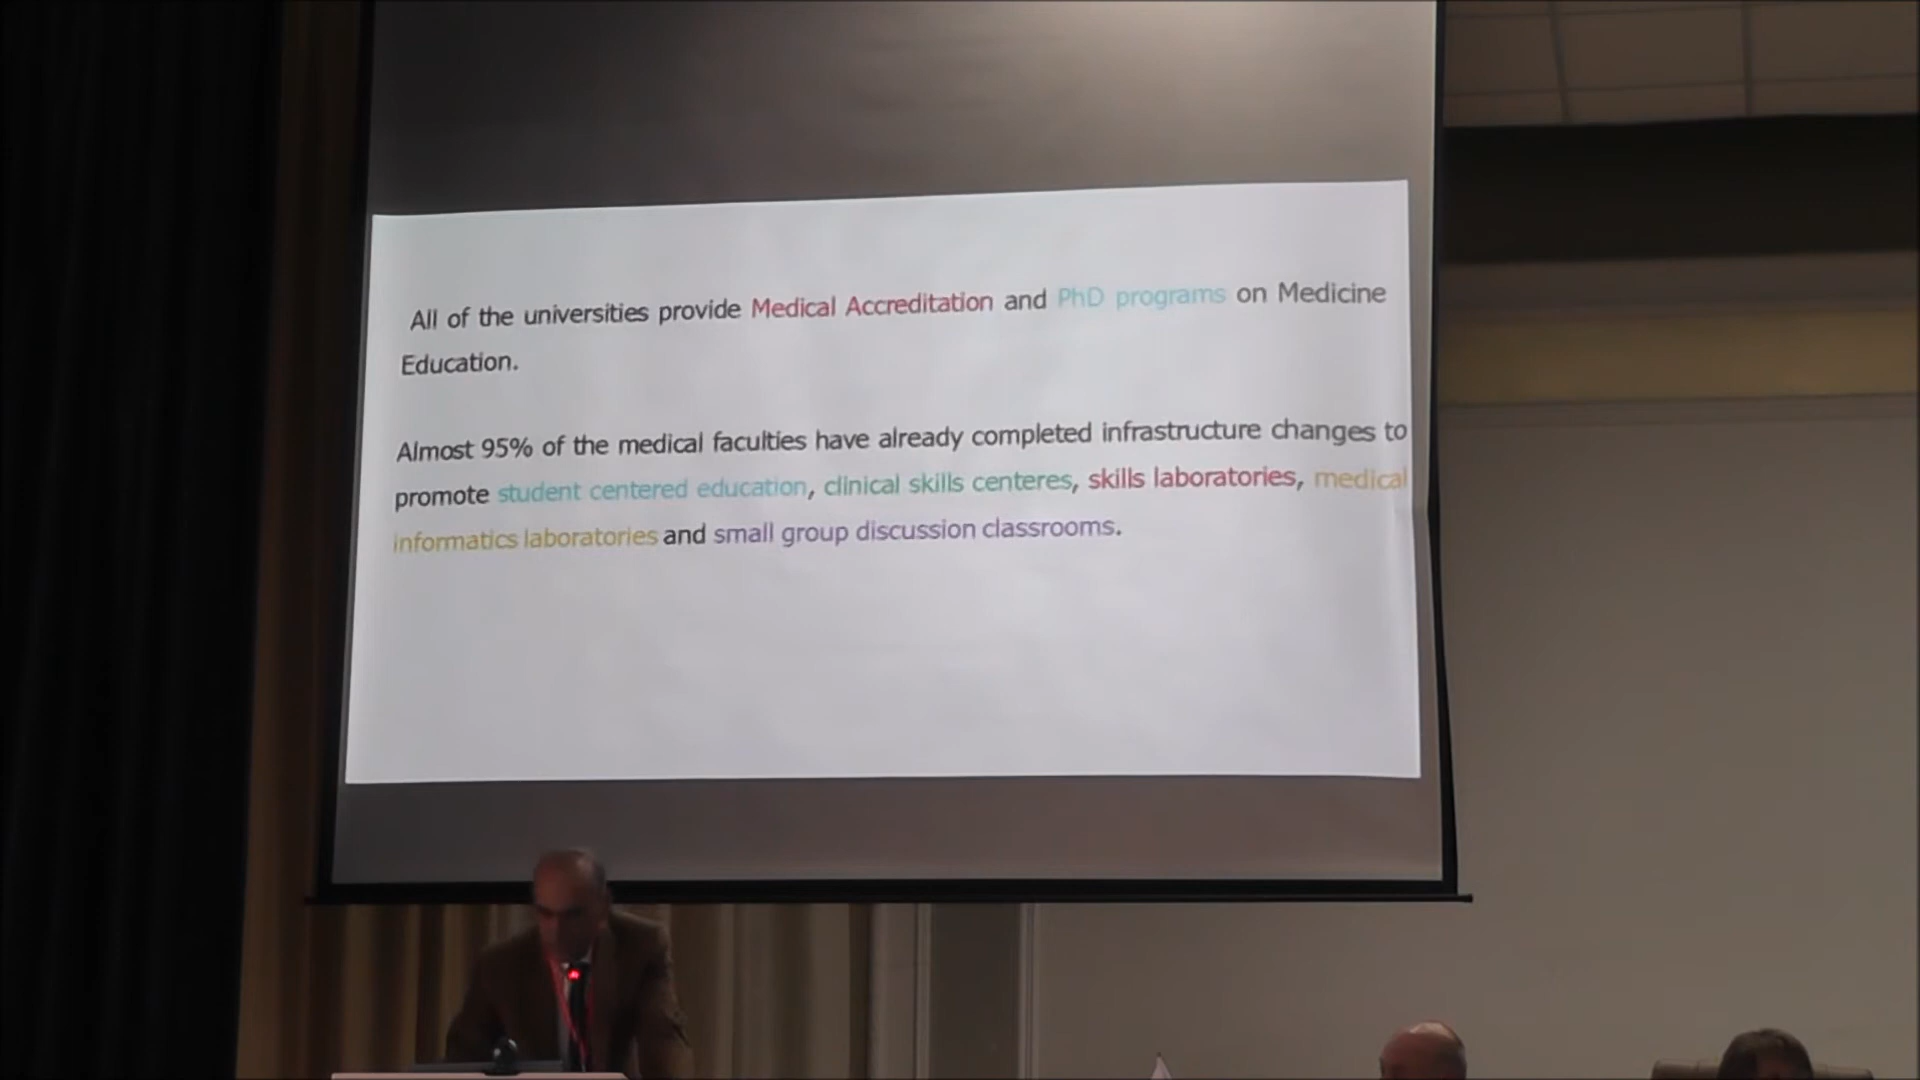 All of the universities provide Medical Accreditation and PhD programs on Medicine
Education.
Almost 95% of the medical faculties have already completed infrastructure changes to
promote student centered education, clinical skills centeres, skills laboratories, medical
informatics laboratories and small group discussion classrooms.